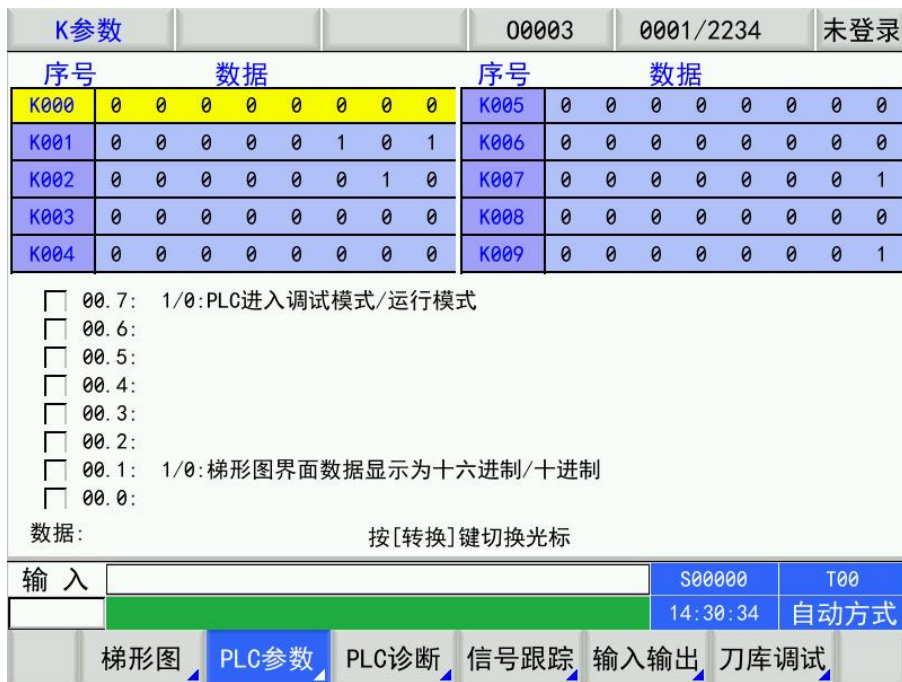 K参数 O0003 0001/2234 未登录
序号 数据 序号 数据
K000 0 0 0 0 0 0 0 0 K005 0 0 0 0 0 0 0 0
K001 0 0 0 0 0 1 0 1 K006 0 0 0 0 0 0 0 0
K002 0 0 0 0 0 0 1 0 K007 0 0 0 0 0 0 0 1
K003 0 0 0 0 0 0 0 0 K008 0 0 0 0 0 0 0 0
K004 0 0 0 0 0 0 0 0 K009 0 0 0 0 0 0 0 1
00.7: 1/0:PLC进入调试模式/运行模式
00.6:
00.5:
00.4:
00.3:
00.2:
00.1: 1/0:梯形图界面数据显示为十六进制/十进制
00.0:
数据: 按[转换]键切换光标
输 入 S00000 T00
14:30:34 自动方式
梯形图 PLC参数 PLC诊断 信号跟踪 输入输出 刀库调试